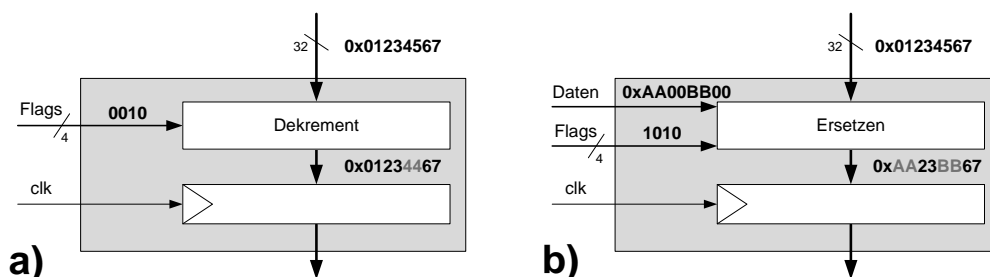 32
0x01234567
Flags
0010
4
Dekrement
0x01234467
clk
a)
32
0x01234567
Daten
0xAA00BB00
Flags
1010
4
Ersetzen
0xAA23BB67
clk
b)